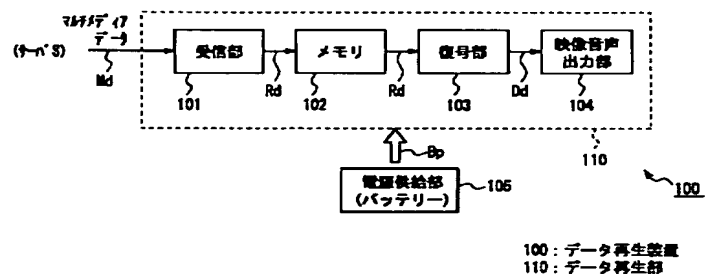 マルチメディア
データ
(サーバS)
Md
受信部
101
Rd
メモリ
102
Rd
復号部
103
Dd
映像音声
出力部
104
110
Bp
電源供給部
(バッテリー)
105
100
100:データ再生装置
110:データ再生部